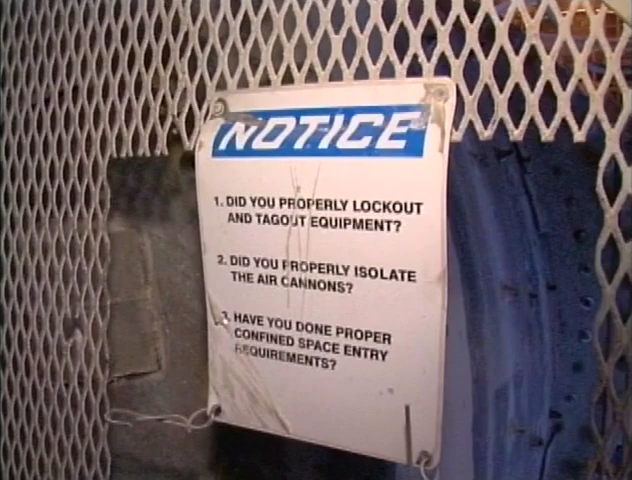 NOTICE
1. DID YOU PROPERLY LOCKOUT
AND TAGOUT EQUIPMENT?
2. DID YOU PROPERLY ISOLATE
THE AIR CANNONS?
3. HAVE YOU DONE PROPER
CONFINED SPACE ENTRY
REQUIREMENTS?